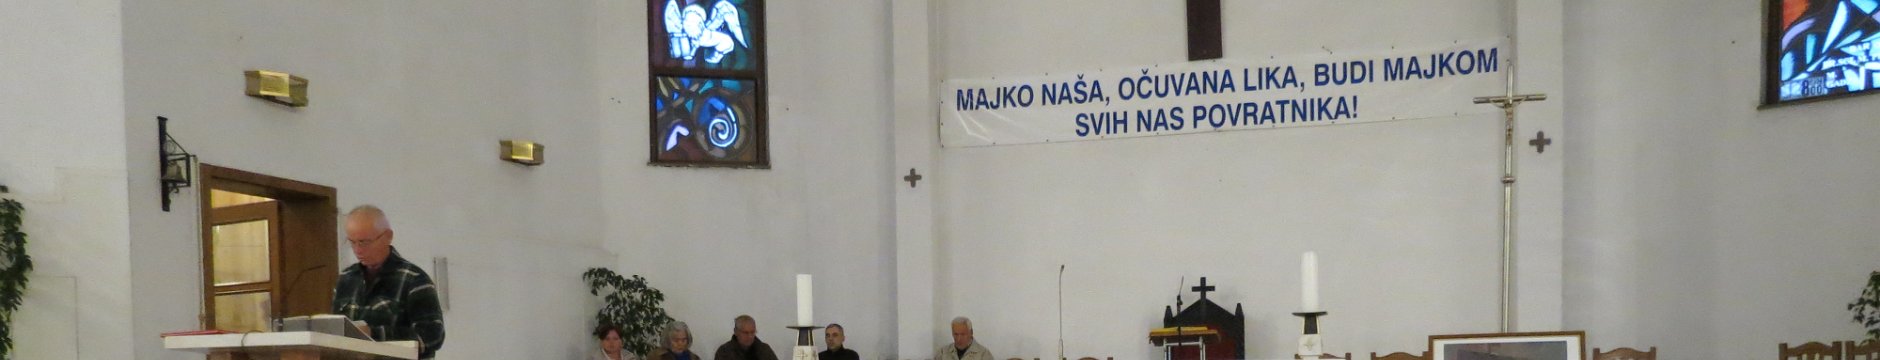 MAJKO NAŠA, OČUVANA LIKA, BUDI MAJKOM
SVIH NAS POVRATNIKA!